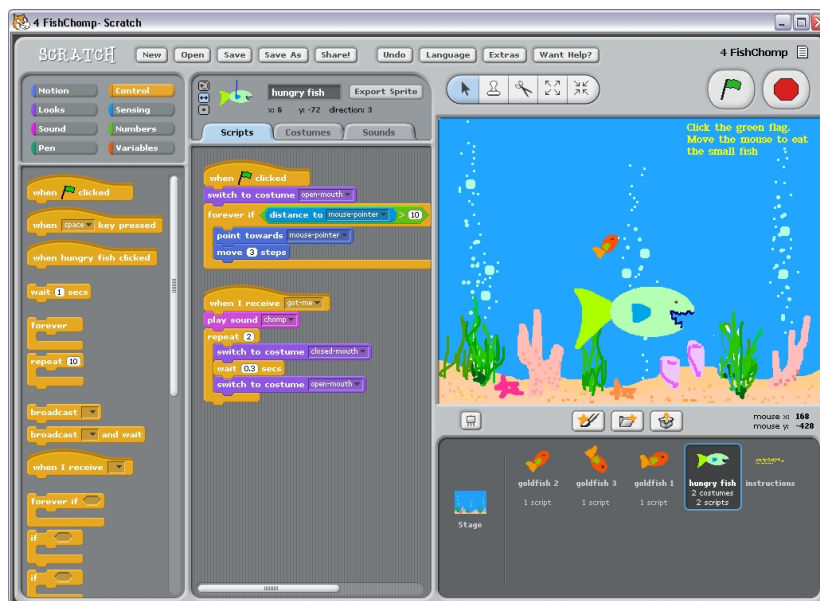 4 FishChomp- Scratch
SCRATCH New Open Save Save As Share! Undo Language Extras Want Help? 4 FishChomp
Motion Control
Looks Sensing
Sound Numbers
Pen Variables
when clicked
when space key pressed
when hungry fish clicked
wait 1 secs
forever
repeat 10
broadcast
broadcast and wait
when I receive
forever if
if
if
hungry fish Export Sprite
x: 6 y: -72 direction: 3
Scripts Costumes Sounds
when clicked
switch to costume open-mouth
forever if distance to mouse-pointer > 10
point towards mouse-pointer
move 3 steps
when I receive got-me
play sound chomp
repeat 2
switch to costume closed-mouth
wait 0.3 secs
switch to costume open-mouth
Click the green flag.
Move the mouse to eat
the small fish
mouse x: 168
mouse y: -428
Stage
goldfish 2 goldfish 3 goldfish 1 hungry fish instructions
1 script 1 script 1 script 2 costumes
2 scripts